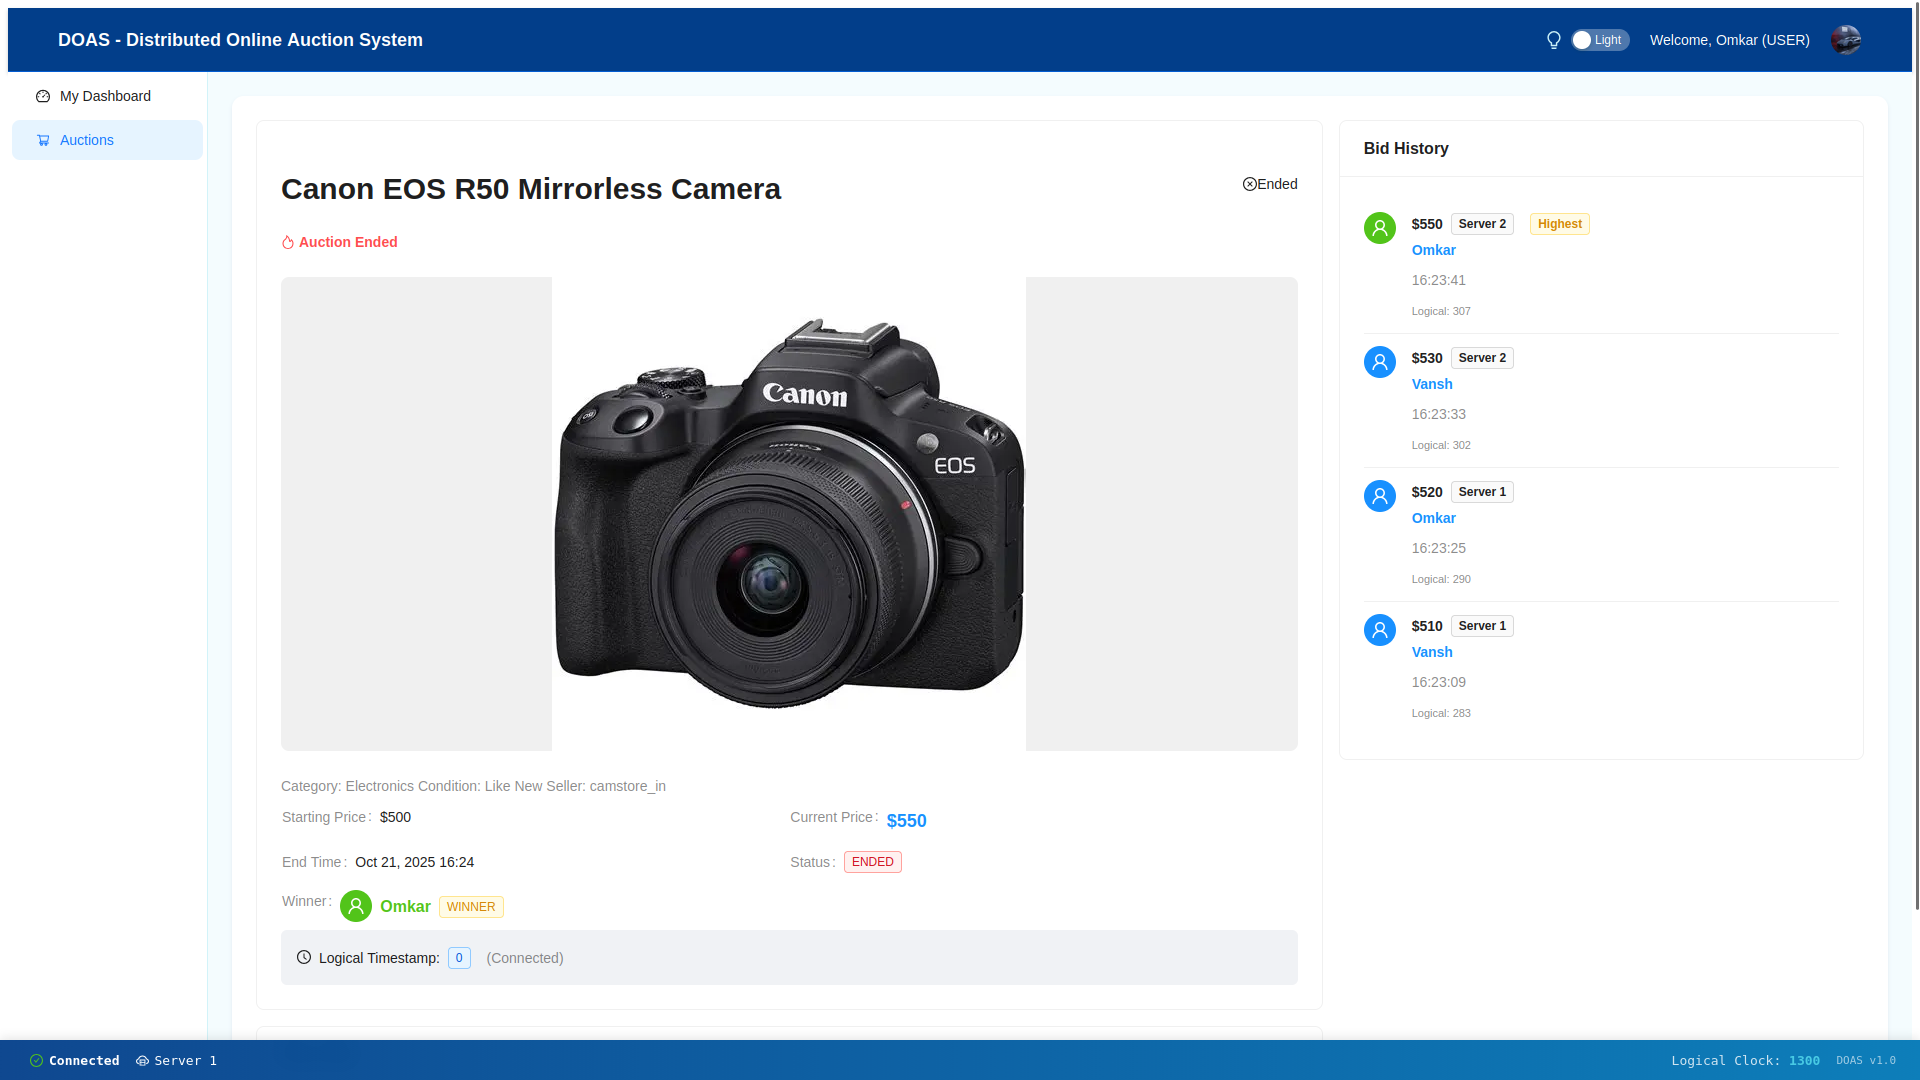 DOAS - Distributed Online Auction System
Light
Welcome, Omkar (USER)
My Dashboard
Auctions
Canon EOS R50 Mirrorless Camera
Ended
Auction Ended
Canon
EOS
Category: Electronics Condition: Like New Seller: camstore_in
Starting Price: $500
Current Price: $550
End Time: Oct 21, 2025 16:24
Status: ENDED
Winner: Omkar WINNER
Logical Timestamp: 0 (Connected)
Bid History
$550 Server 2 Highest
Omkar
16:23:41
Logical: 307
$530 Server 2
Vansh
16:23:33
Logical: 302
$520 Server 1
Omkar
16:23:25
Logical: 290
$510 Server 1
Vansh
16:23:09
Logical: 283
Connected Server 1
Logical Clock: 1300 DOAS v1.0